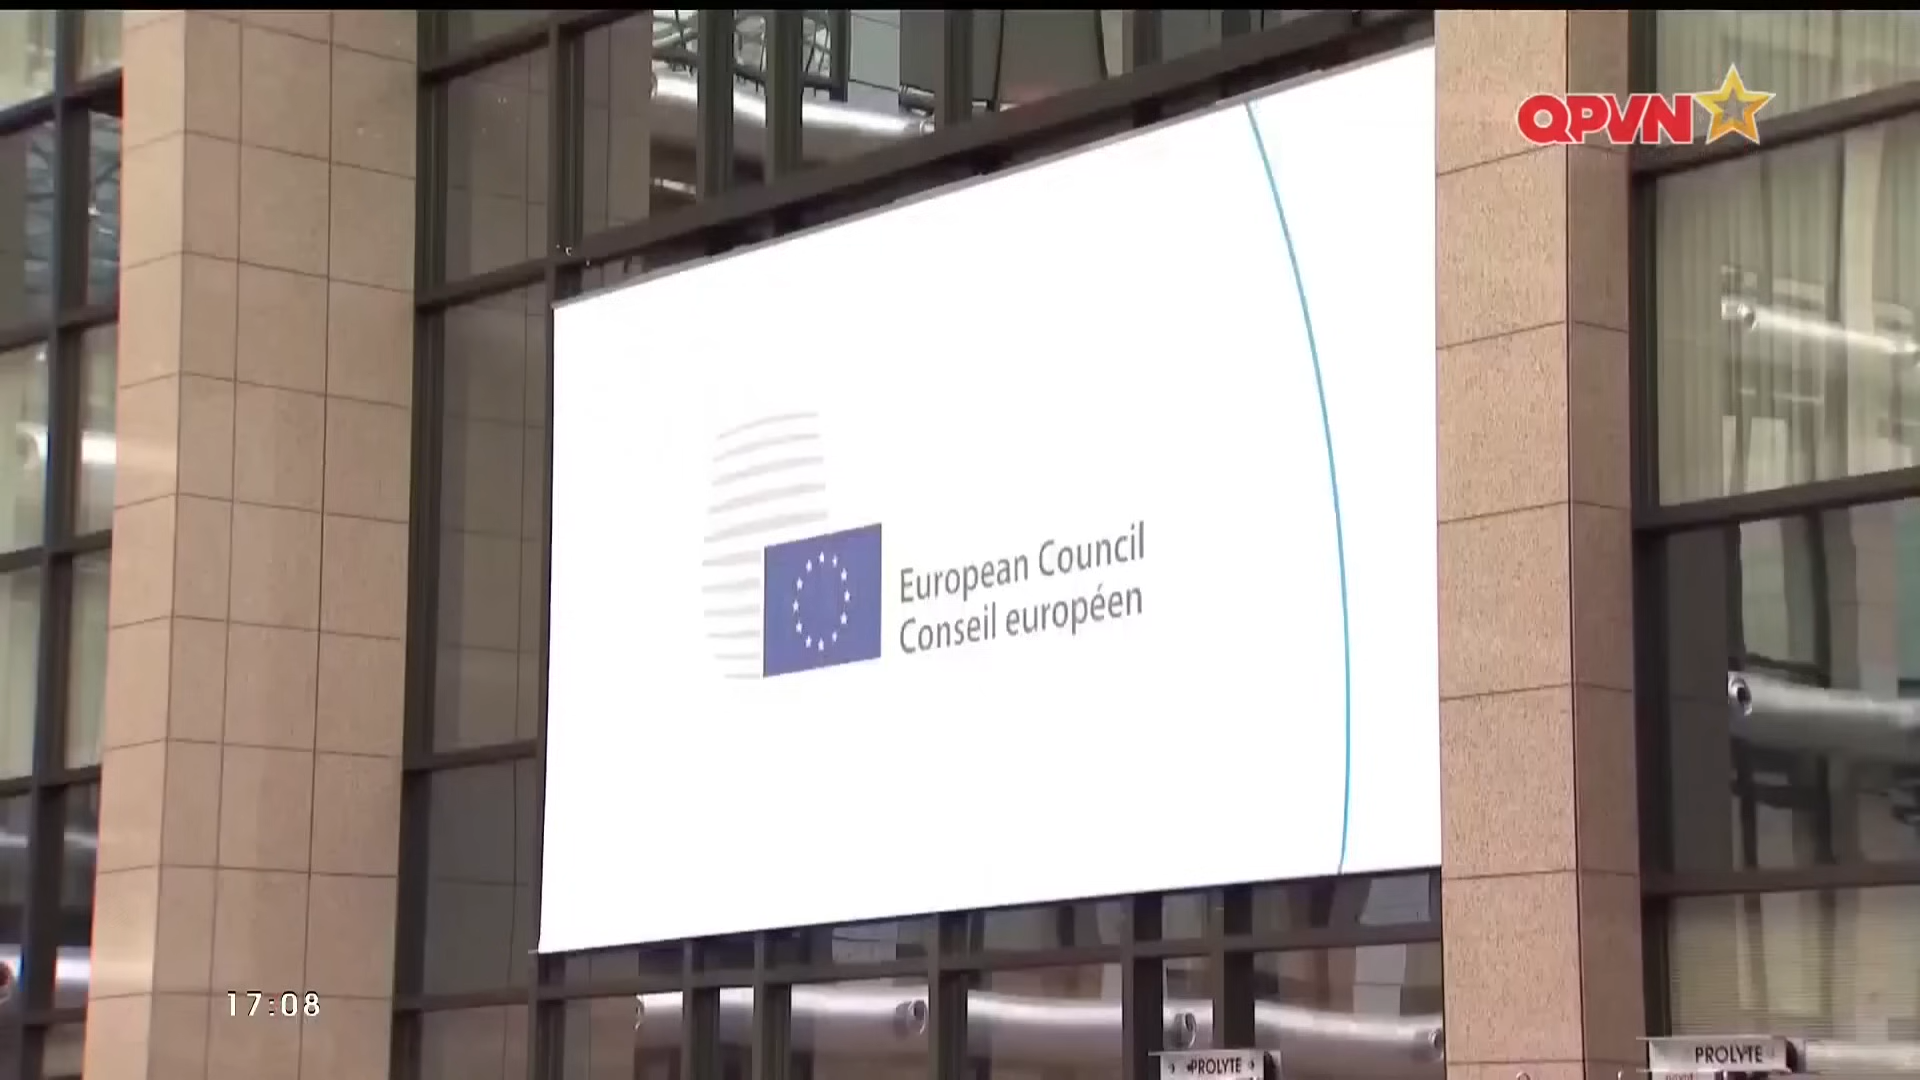 QPVN
European Council
Conseil européen
17:08
PROLYTE
PROLYTE